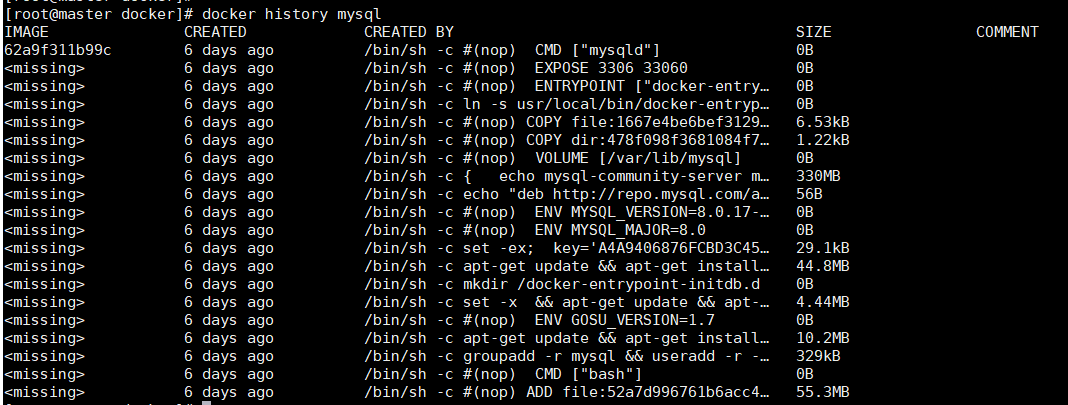 [root@master docker]# docker history mysql
IMAGE CREATED CREATED BY SIZE COMMENT
62a9f311b99c 6 days ago /bin/sh -c #(nop) CMD ["mysqld"] 0B
<missing> 6 days ago /bin/sh -c #(nop) EXPOSE 3306 33060 0B
<missing> 6 days ago /bin/sh -c #(nop) ENTRYPOINT ["docker-entry… 0B
<missing> 6 days ago /bin/sh -c ln -s usr/local/bin/docker-entryp… 0B
<missing> 6 days ago /bin/sh -c #(nop) COPY file:1667e4be6bef3129… 6.53kB
<missing> 6 days ago /bin/sh -c #(nop) COPY dir:478f098f3681084f7… 1.22kB
<missing> 6 days ago /bin/sh -c #(nop) VOLUME [/var/lib/mysql] 0B
<missing> 6 days ago /bin/sh -c { echo mysql-community-server m… 330MB
<missing> 6 days ago /bin/sh -c echo "deb http://repo.mysql.com/a… 56B
<missing> 6 days ago /bin/sh -c #(nop) ENV MYSQL_VERSION=8.0.17-… 0B
<missing> 6 days ago /bin/sh -c #(nop) ENV MYSQL_MAJOR=8.0 0B
<missing> 6 days ago /bin/sh -c set -ex; key='A4A9406876FCBD3C45… 29.1kB
<missing> 6 days ago /bin/sh -c apt-get update && apt-get install… 44.8MB
<missing> 6 days ago /bin/sh -c mkdir /docker-entrypoint-initdb.d 0B
<missing> 6 days ago /bin/sh -c set -x && apt-get update && apt-… 4.44MB
<missing> 6 days ago /bin/sh -c #(nop) ENV GOSU_VERSION=1.7 0B
<missing> 6 days ago /bin/sh -c apt-get update && apt-get install… 10.2MB
<missing> 6 days ago /bin/sh -c groupadd -r mysql && useradd -r -… 329kB
<missing> 6 days ago /bin/sh -c #(nop) CMD ["bash"] 0B
<missing> 6 days ago /bin/sh -c #(nop) ADD file:52a7d996761b6acc4… 55.3MB